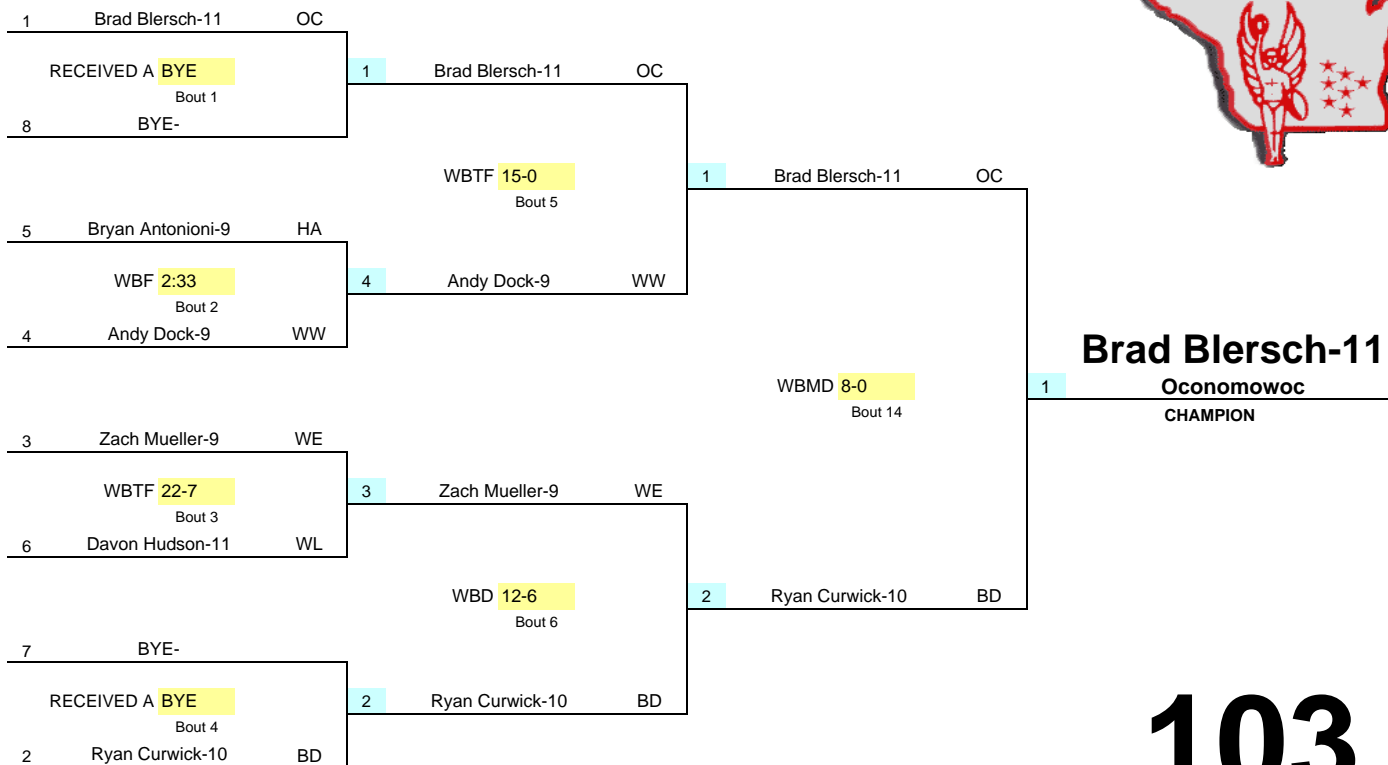 1 Brad Blersch-11 OC
RECEIVED A BYE 1 Brad Blersch-11 OC
Bout 1
8 BYE-
WBTF 15-0 1 Brad Blersch-11 OC
Bout 5
5 Bryan Antonioni-9 HA
WBF 2:33 4 Andy Dock-9 WW
Bout 2
4 Andy Dock-9 WW
Brad Blersch-11
WBMD 8-0 1 Oconomowoc
Bout 14 CHAMPION
3 Zach Mueller-9 WE
WBTF 22-7 3 Zach Mueller-9 WE
Bout 3
6 Davon Hudson-11 WL
WBD 12-6 2 Ryan Curwick-10 BD
Bout 6
7 BYE-
RECEIVED A BYE 2 Ryan Curwick-10 BD
Bout 4
2 Ryan Curwick-10 BD
103